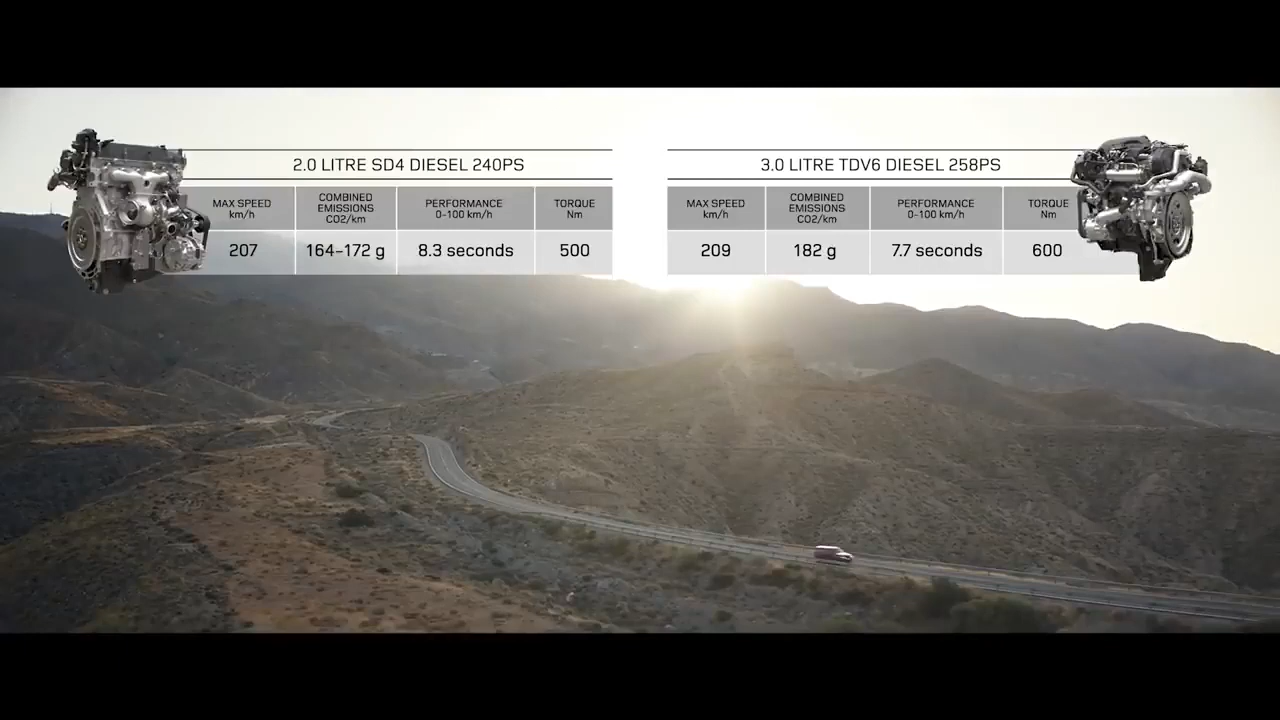 2.0 LITRE SD4 DIESEL 240PS
MAX SPEED
km/h
COMBINED
EMISSIONS
CO2/km
PERFORMANCE
0-100 km/h
TORQUE
Nm
207
164-172 g
8.3 seconds
500
3.0 LITRE TDV6 DIESEL 258PS
MAX SPEED
km/h
COMBINED
EMISSIONS
CO2/km
PERFORMANCE
0-100 km/h
TORQUE
Nm
209
182 g
7.7 seconds
600